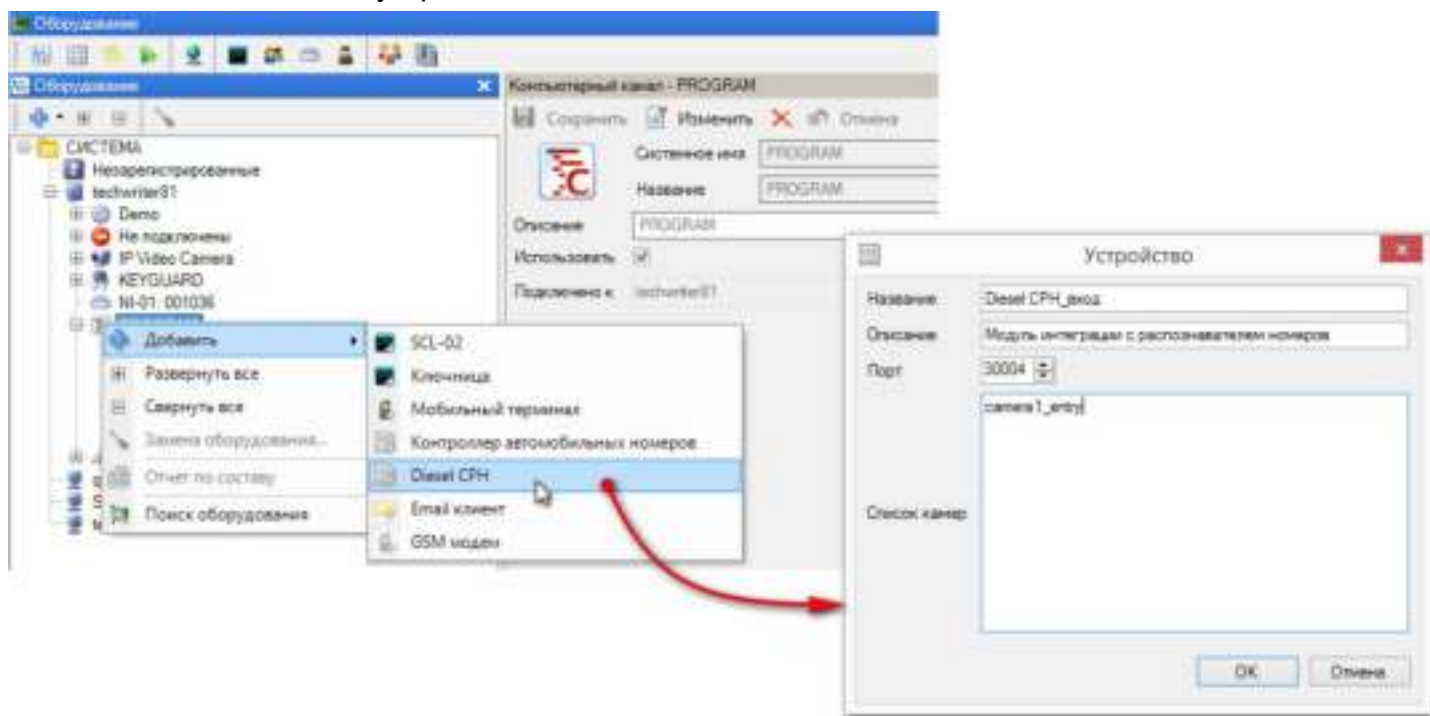 Оборудование
Оборудование
Компьютерный канал - PROGRAM
Сохранить Изменить Отмена
СИСТЕМА
Незарегистрированные
techwriter81
Demo
Не подключены
IP Video Camera
KEYGUARD
NI-01: 001036
Системное имя PROGRAM
Название PROGRAM
Описание PROGRAM
Использовать
Подключено к techwriter81
Добавить
Развернуть все
Свернуть все
Замена оборудования...
Отчет по составу
Поиск оборудования
SCL-02
Ключница
Мобильный терминал
Контроллер автомобильных номеров
Diesel СРН
Email клиент
GSM модем
Устройство
Название Diesel СРН_вход
Описание Модуль интеграции с распознавателем номеров
Порт 30004
camera1_entry
Список камер
OK Отмена